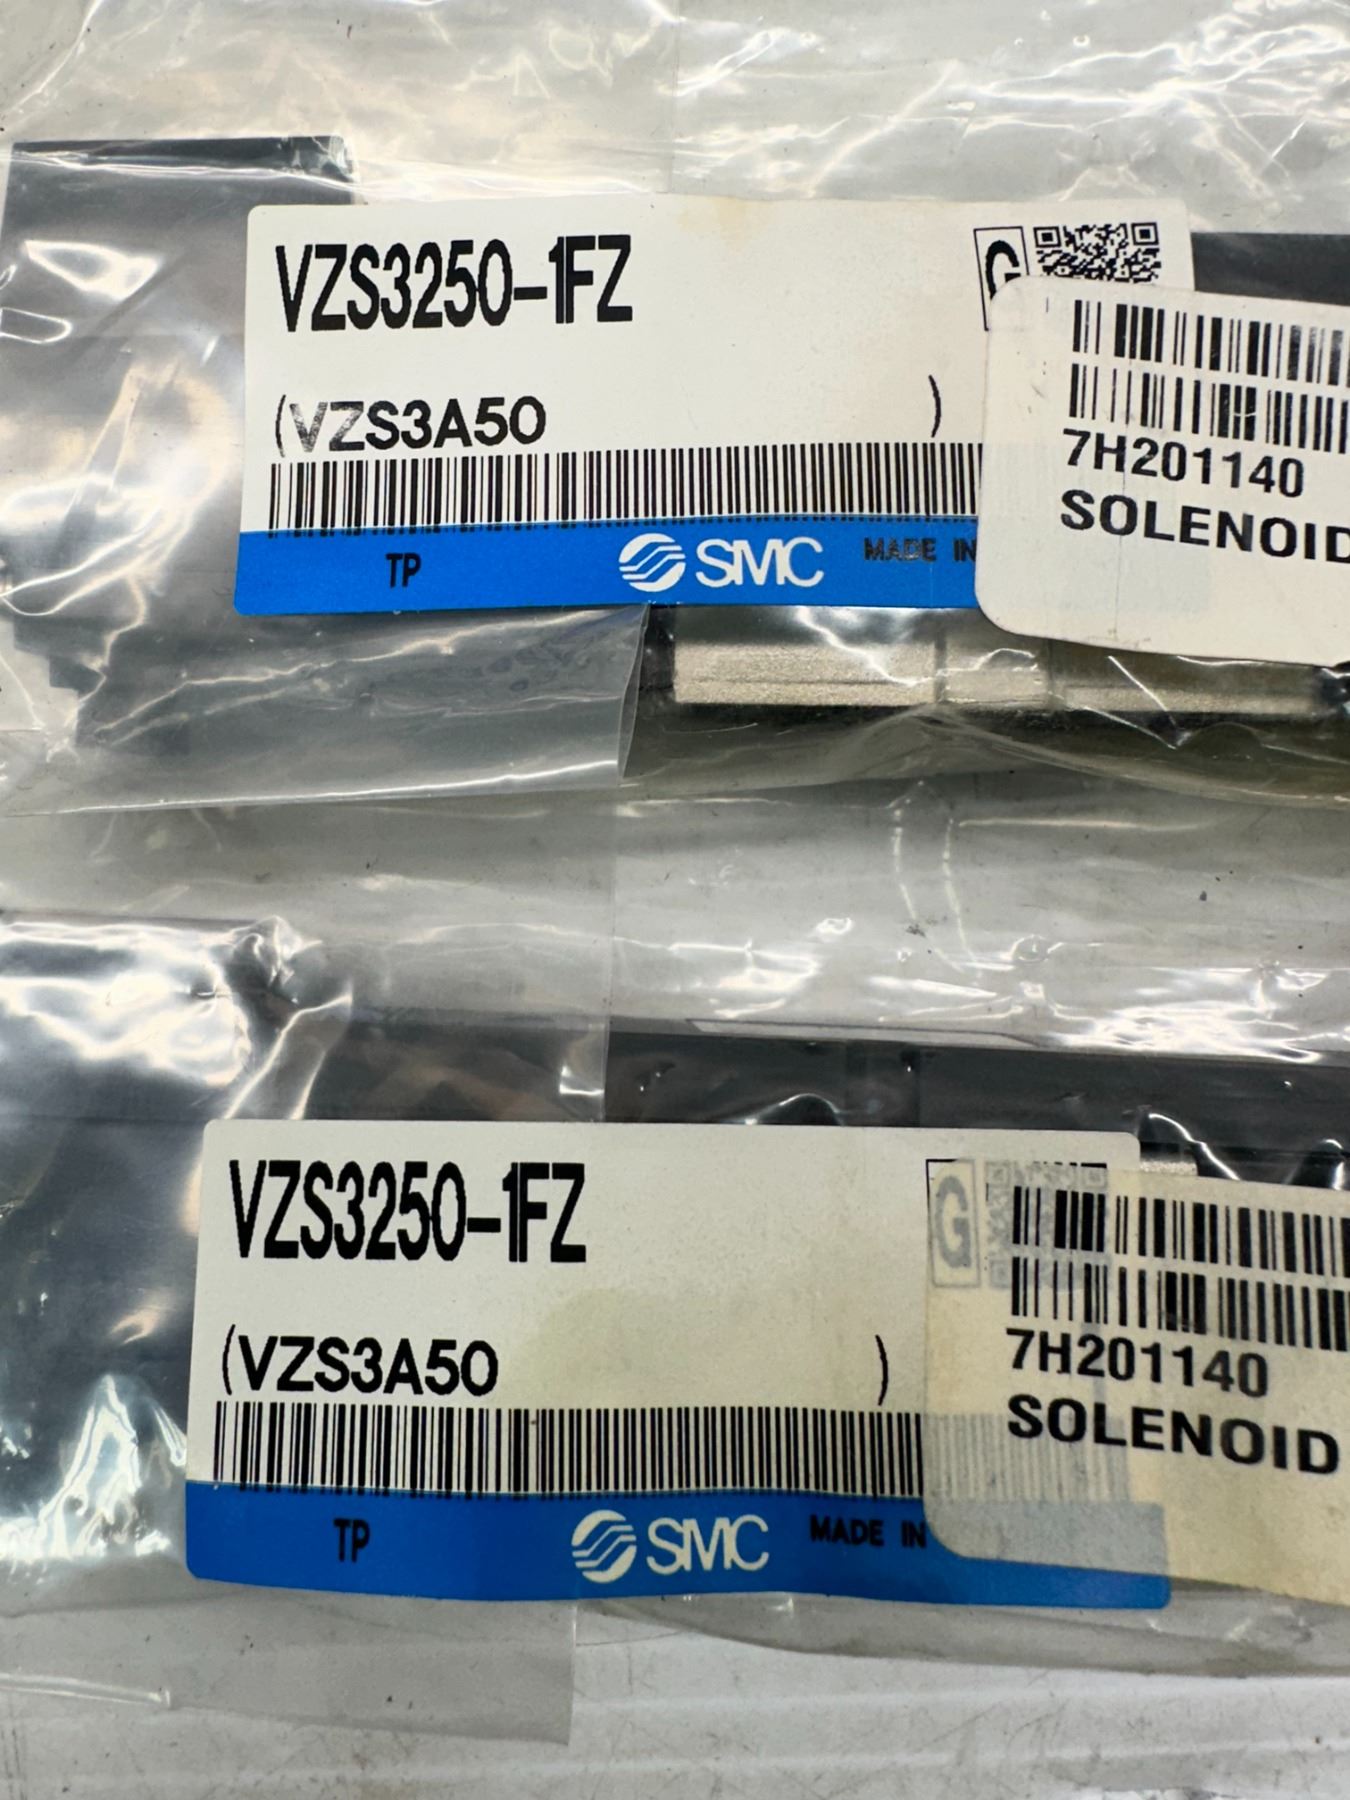 VZS3250-1FZ
G
(VZS3A50 )
TP SMC MADE IN
7H201140
SOLENOID
VZS3250-1FZ
G
(VZS3A50 )
TP SMC MADE IN
7H201140
SOLENOID